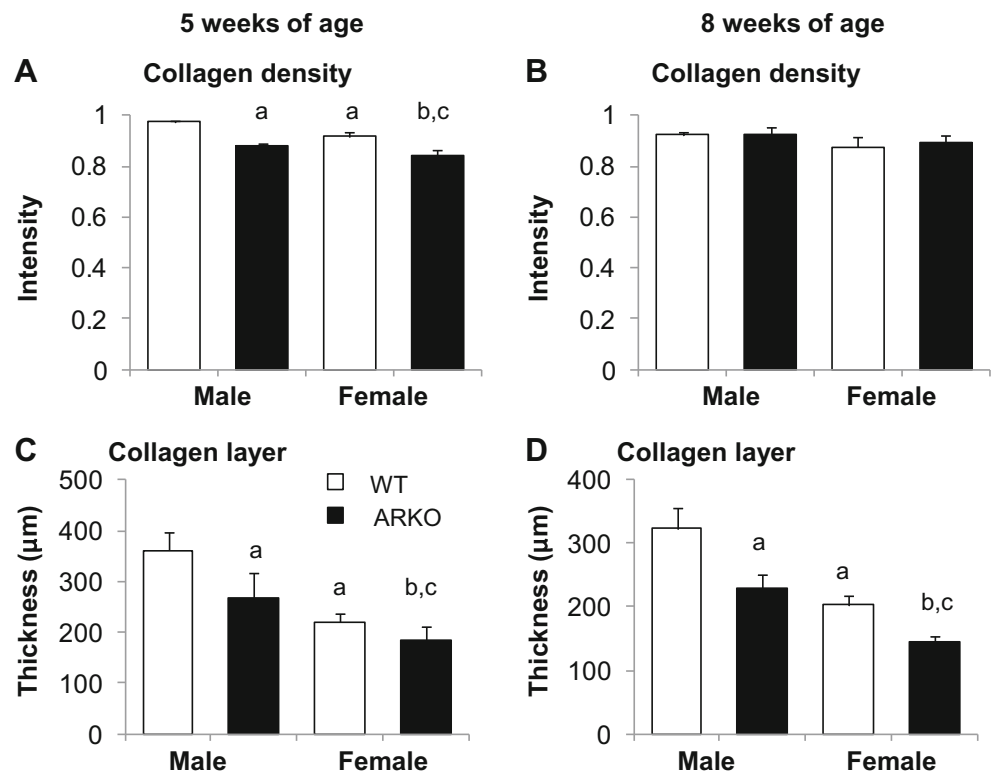 5 weeks of age
8 weeks of age
A Collagen density
B Collagen density
Intensity
1
0.8
0.6
0.4
0.2
0
a
a
b,c
Male
Female
Intensity
1
0.8
0.6
0.4
0.2
0
Male
Female
C Collagen layer
Thickness (µm)
500
400
300
200
100
0
WT
ARKO
a
a
b,c
Male
Female
D Collagen layer
Thickness (µm)
400
300
200
100
0
a
a
b,c
Male
Female